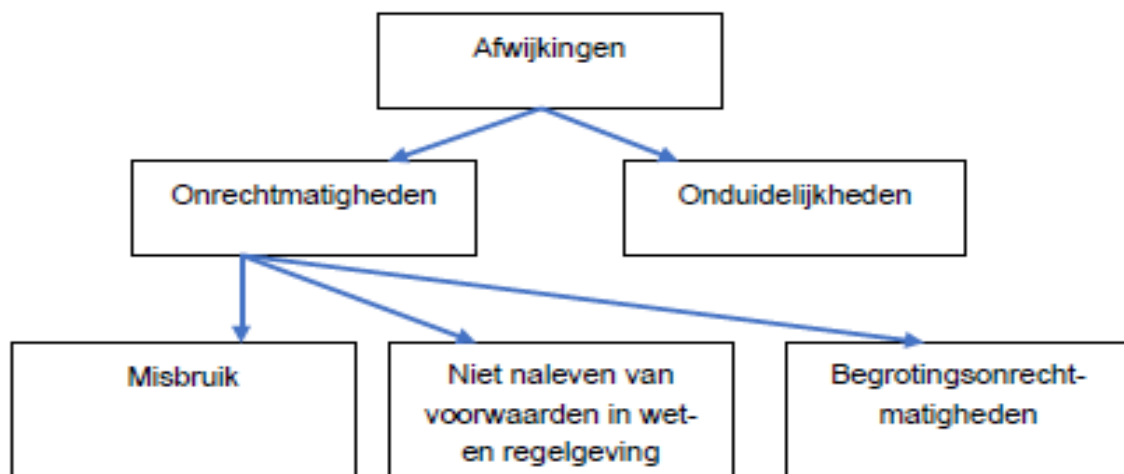 Afwijkingen
Onrechtmatigheden
Onduidelijkheden
Misbruik
Niet naleven van
voorwaarden in wet-
en regelgeving
Begrotingsonrecht-
matigheden